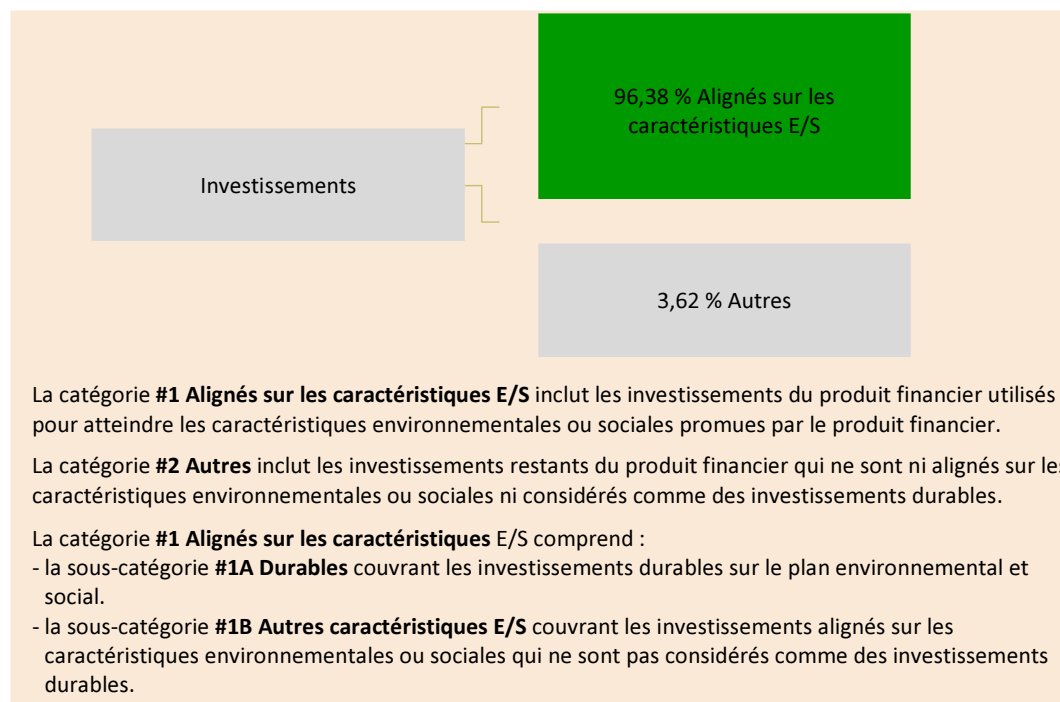 96,38 % Alignés sur les
caractéristiques E/S
Investissements
3,62 % Autres
La catégorie #1 Alignés sur les caractéristiques E/S inclut les investissements du produit financier utilisés
pour atteindre les caractéristiques environnementales ou sociales promues par le produit financier.
La catégorie #2 Autres inclut les investissements restants du produit financier qui ne sont ni alignés sur les
caractéristiques environnementales ou sociales ni considérés comme des investissements durables.
La catégorie #1 Alignés sur les caractéristiques E/S comprend :
- la sous-catégorie #1A Durables couvrant les investissements durables sur le plan environnemental et
social.
- la sous-catégorie #1B Autres caractéristiques E/S couvrant les investissements alignés sur les
caractéristiques environnementales ou sociales qui ne sont pas considérés comme des investissements
durables.